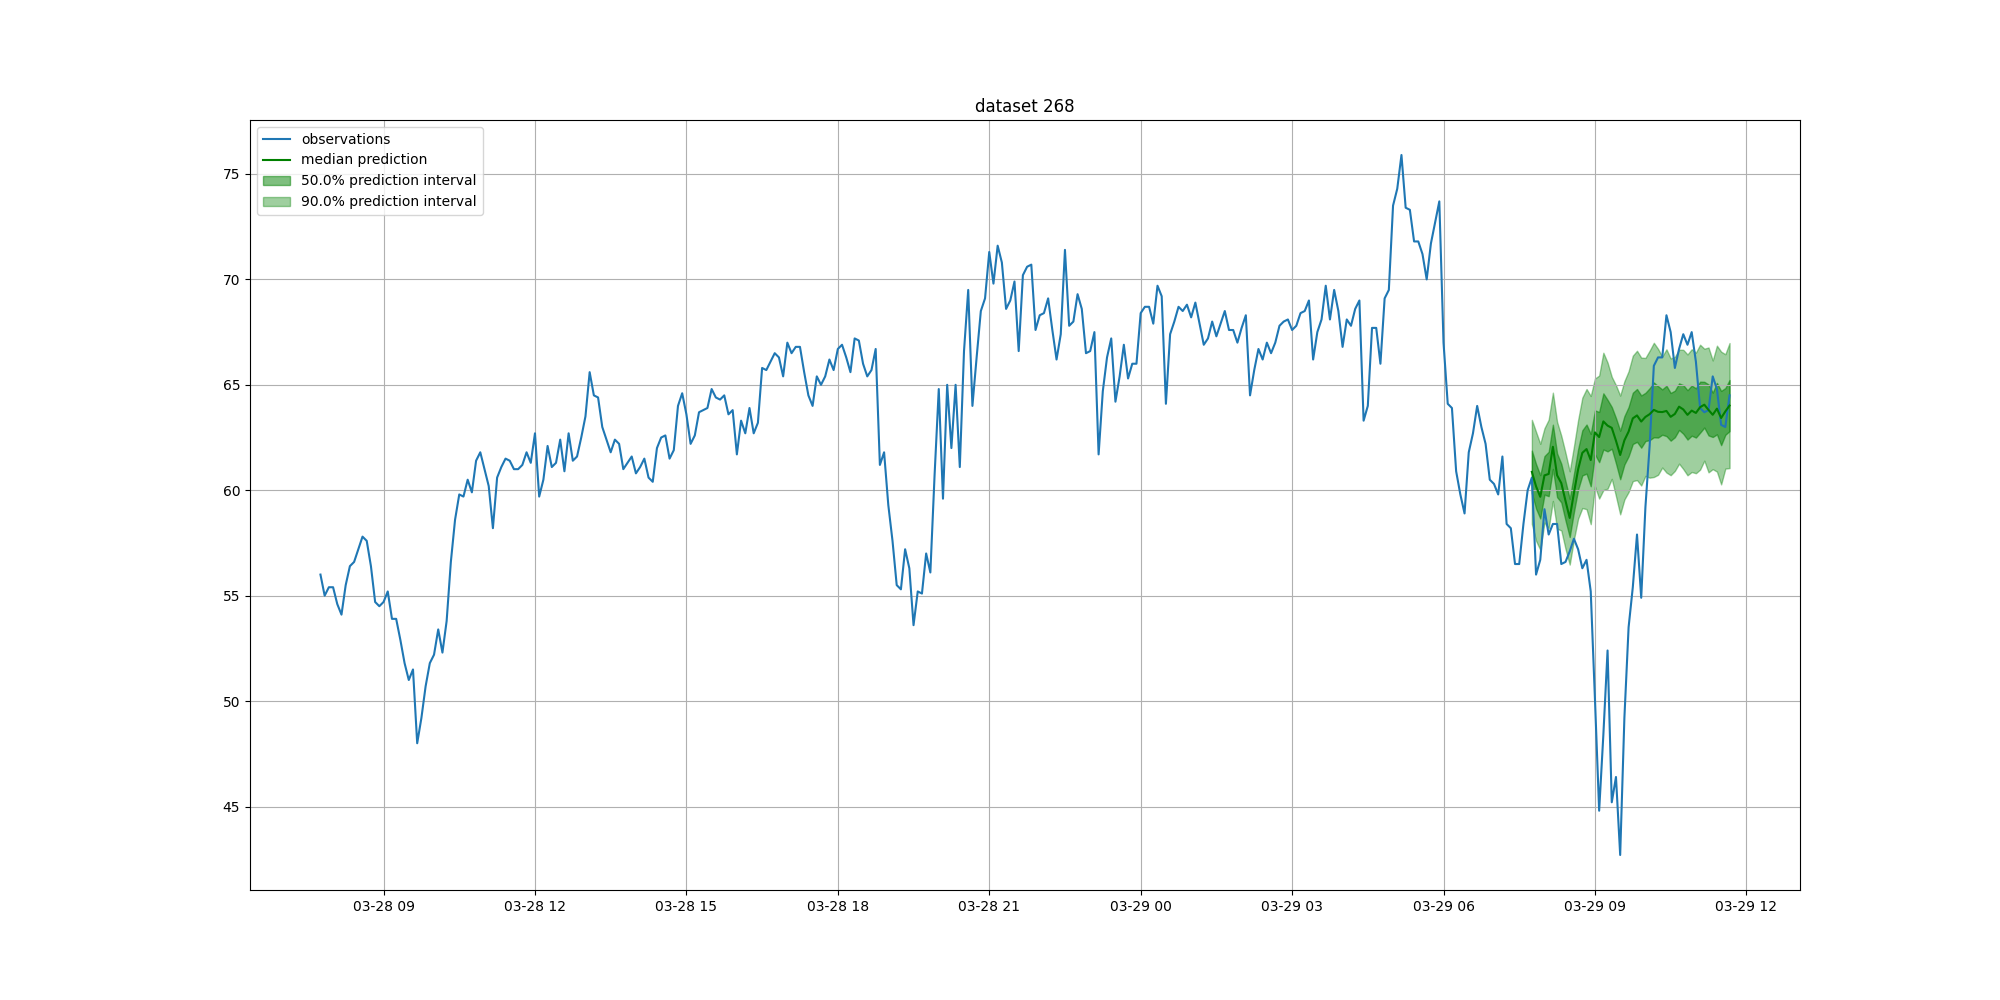 dataset 268
observations
median prediction
50.0% prediction interval
90.0% prediction interval
75
70
65
60
55
50
45
03-28 09 03-28 12 03-28 15 03-28 18 03-28 21 03-29 00 03-29 03 03-29 06 03-29 09 03-29 12